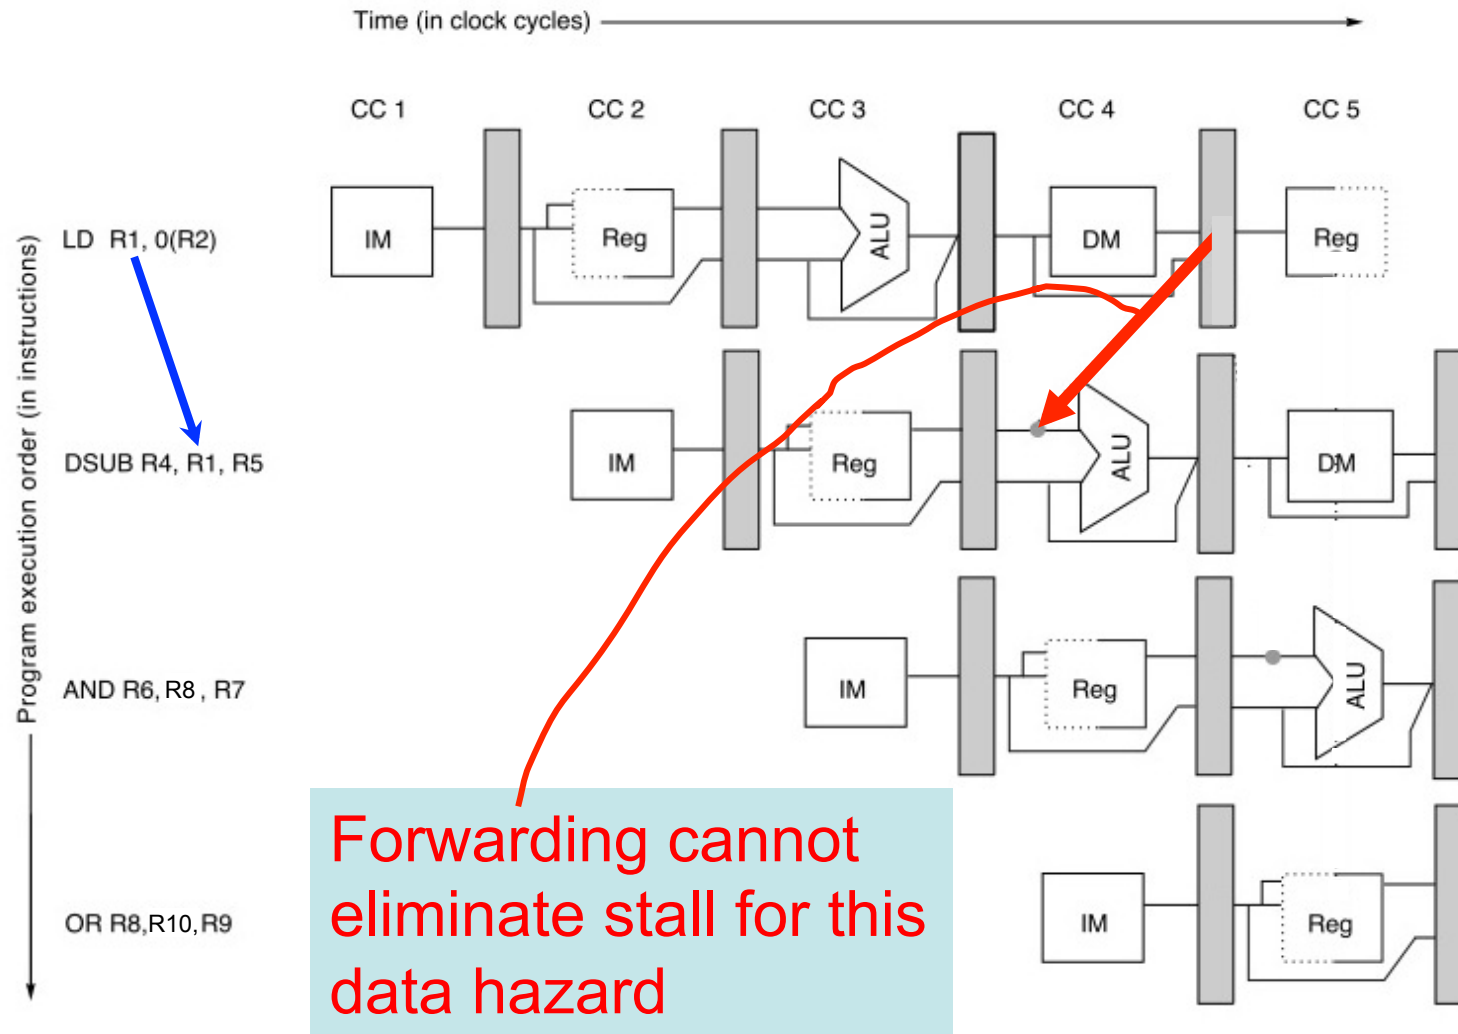 Time (in clock cycles)
CC 1 CC 2 CC 3 CC 4 CC 5
Program execution order (in instructions)
LD R1, 0(R2)
IM Reg ALU DM Reg
DSUB R4, R1, R5
IM Reg ALU DM
AND R6, R8 , R7
IM Reg ALU
OR R8,R10,R9
IM Reg
Forwarding cannot
eliminate stall for this
data hazard